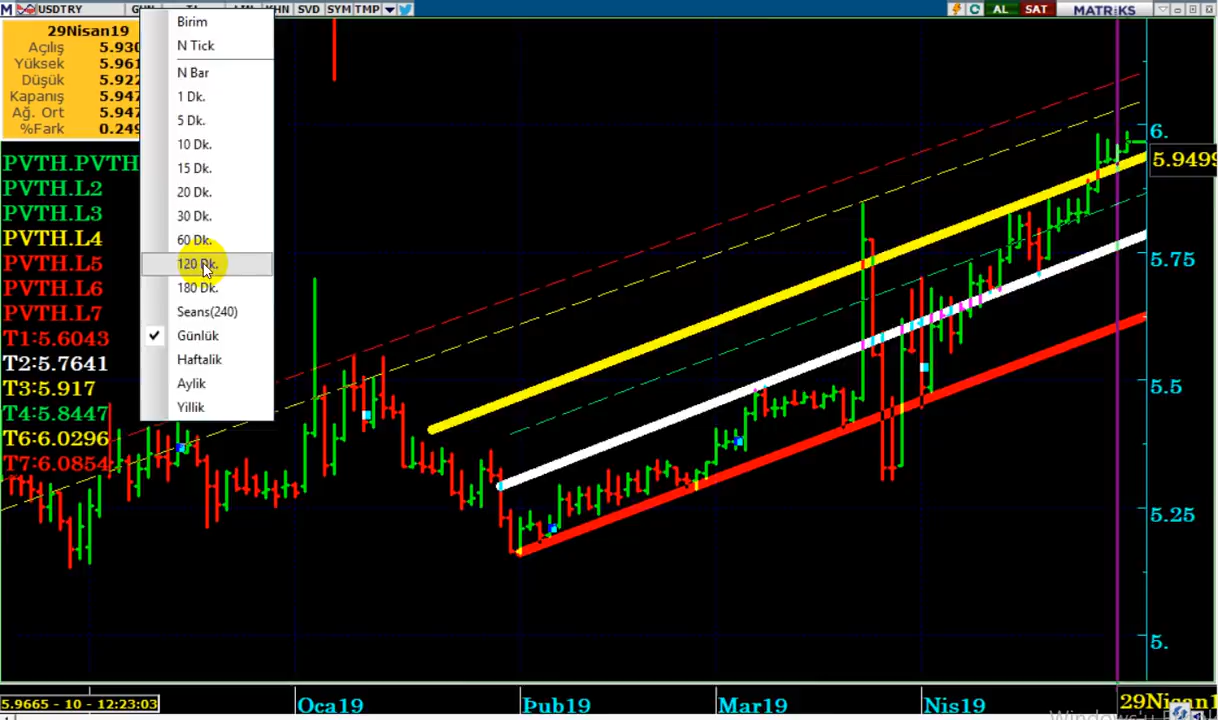 M USDTRY
SVD SYM TMP
AL SAT MATRiKS
29Nisan19
Açılış 5.930
Yüksek 5.961
Düşük 5.922
Kapanış 5.947
Ağ. Ort 5.947
%Fark 0.249
Birim
N Tick
N Bar
1 Dk.
5 Dk.
10 Dk.
15 Dk.
20 Dk.
30 Dk.
60 Dk.
120 Dk.
180 Dk.
Seans(240)
Günlük
Haftalik
Aylik
Yillik
PVTH.PVTH
PVTH.L2
PVTH.L3
PVTH.L4
PVTH.L5
PVTH.L6
PVTH.L7
T1:5.6043
T2:5.7641
T3:5.917
T4:5.8447
T6:6.0296
T7:6.0854
6.
5.9499
5.75
5.5
5.25
5.
5.9665 - 10 - 12:23:03
Oca19
Pub19
Mar19
Nis19
29Nisan19